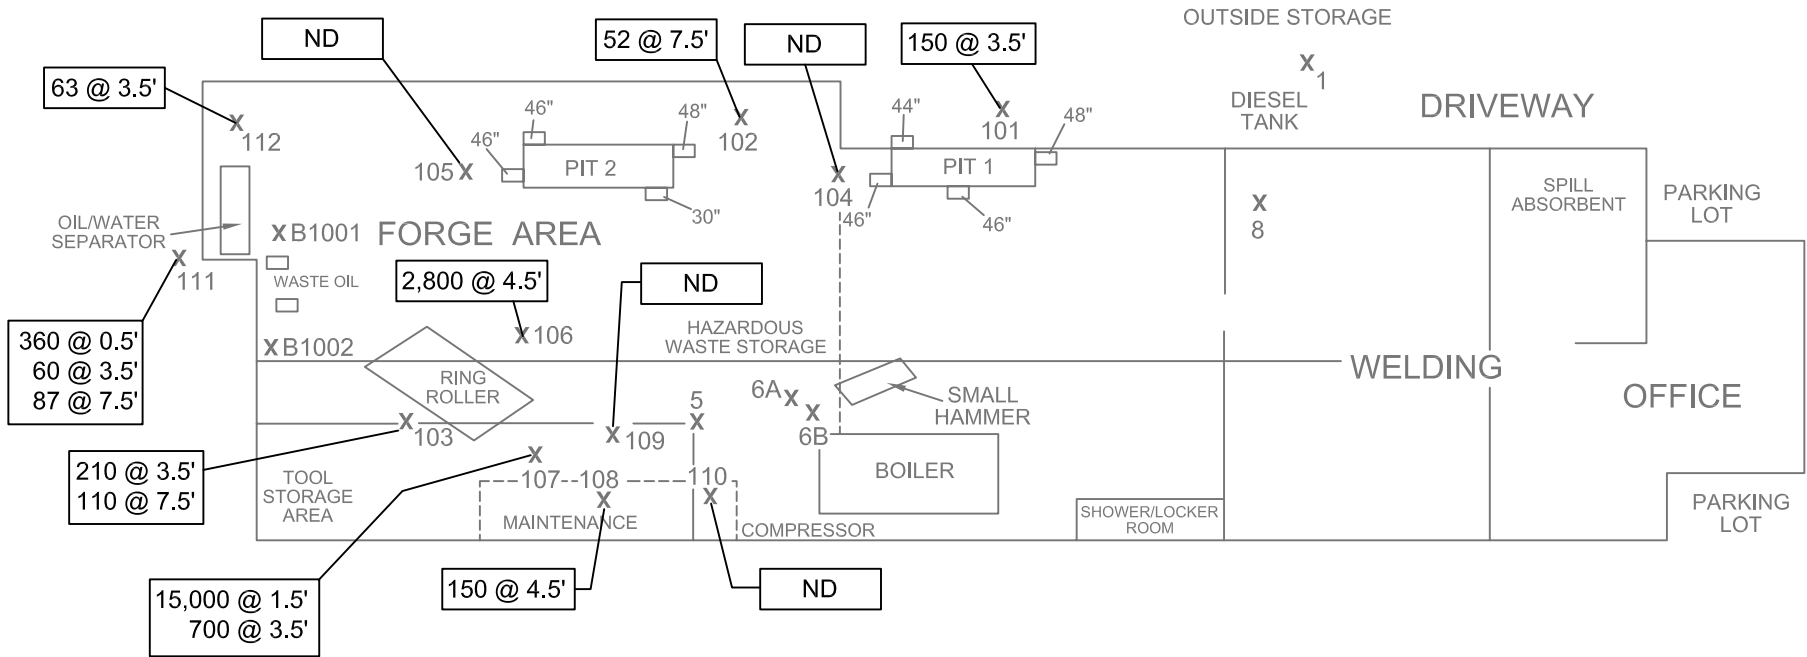 OUTSIDE STORAGE
ND
52 @ 7.5'
ND
150 @ 3.5'
X
1
63 @ 3.5'
DIESEL
TANK
DRIVEWAY
X
112
46"
48"
X
102
44"
X
101
48"
46"
105 X
PIT 2
X
104
PIT 1
46"
30"
46"
SPILL
ABSORBENT
PARKING
LOT
X
8
OIL/WATER
SEPARATOR
X B1001
FORGE AREA
X
111
WASTE OIL
2,800 @ 4.5'
ND
360 @ 0.5'
60 @ 3.5'
87 @ 7.5'
X 106
HAZARDOUS
WASTE STORAGE
X B1002
WELDING
RING
ROLLER
6A X
SMALL
HAMMER
OFFICE
5
X
X
6B
X
103
X
109
210 @ 3.5'
110 @ 7.5'
X
107
108
X
110
X
BOILER
TOOL
STORAGE
AREA
MAINTENANCE
COMPRESSOR
SHOWER/LOCKER
ROOM
PARKING
LOT
15,000 @ 1.5'
700 @ 3.5'
150 @ 4.5'
ND